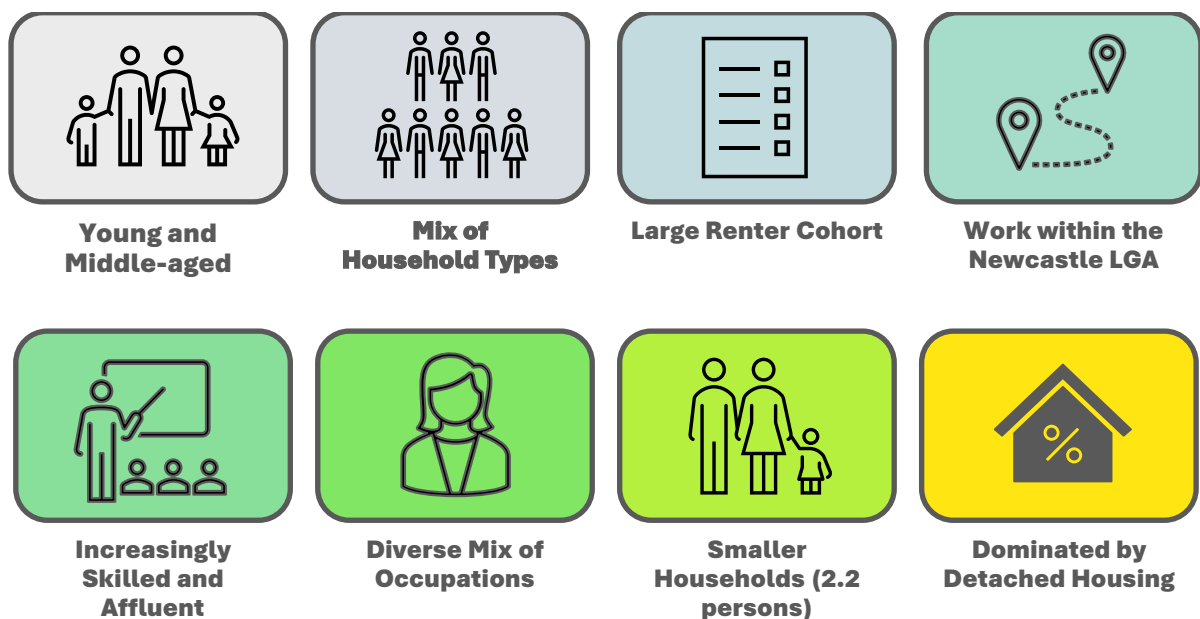 Young and
Middle-aged
Mix of
Household Types
Large Renter Cohort
Work within the
Newcastle LGA
Increasingly
Skilled and
Affluent
Diverse Mix of
Occupations
Smaller
Households (2.2
persons)
%
Dominated by
Detached Housing